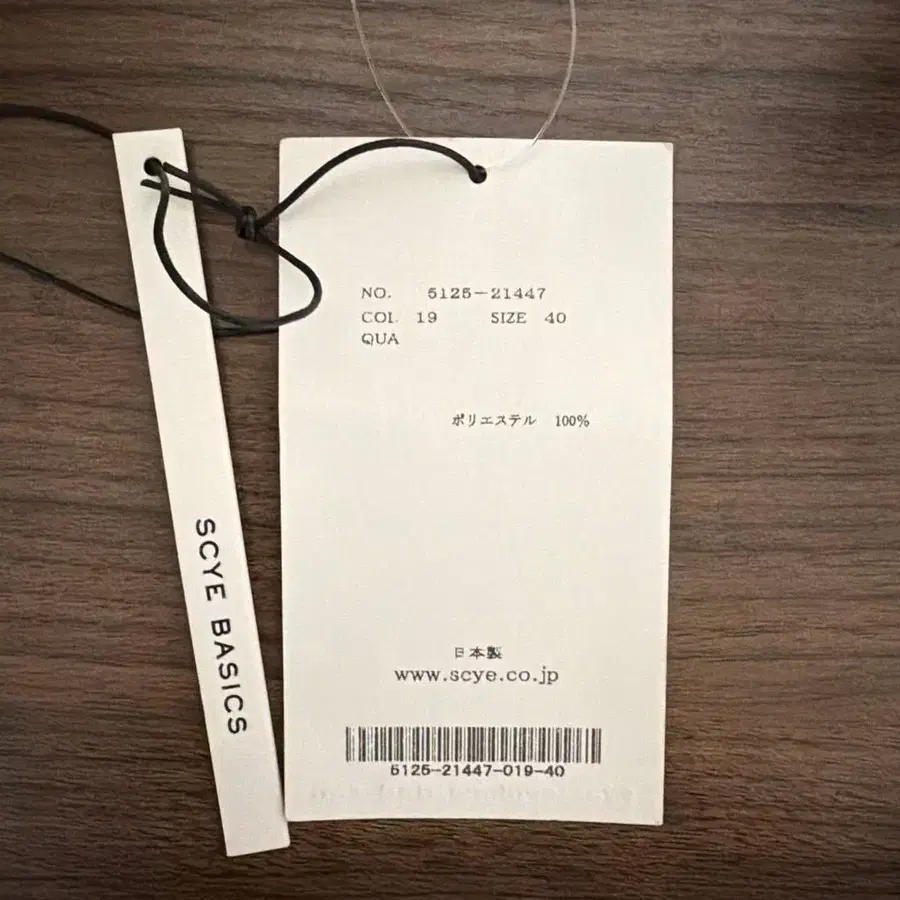 SCYE BASICS
NO. 5125-21447
COL 19 SIZE 40
QUA
ポリエステル 100%
日本製
www.scye.co.jp
5125-21447-019-40